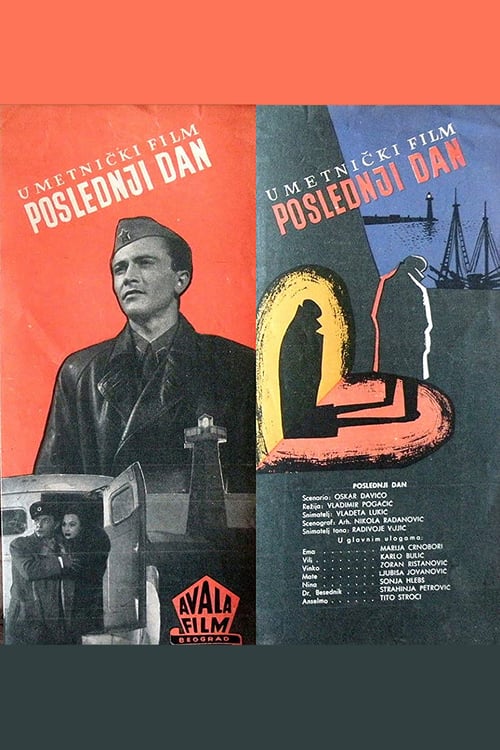 UMETNIČKI FILM
POSLEDNJI DAN
AVALA
FILM
BEOGRAD
UMETNIČKI FILM
POSLEDNJI DAN
POSLEDNJI DAN
Scenario: OSKAR DAVIČO
Režija: VLADIMIR POGAČIĆ
Snimatelj: VLADETA LUKIĆ
Scenograf: Arh. NIKOLA RADANOVIĆ
Snimatelj tona: RADIVOJE VUJIĆ
U glavnim ulogama:
Ema . . . . . . . . . MARIJA CRNOBORI
Vili . . . . . . . . . KARLO BULIĆ
Vinko . . . . . . . . . ZORAN RISTANOVIĆ
Mate . . . . . . . . . LJUBIŠA JOVANOVIĆ
Nina . . . . . . . . . SONJA HLEBŠ
Dr. Besednik . . . . . . STRAHINJA PETROVIĆ
Anselmo . . . . . . . . TITO STROCI